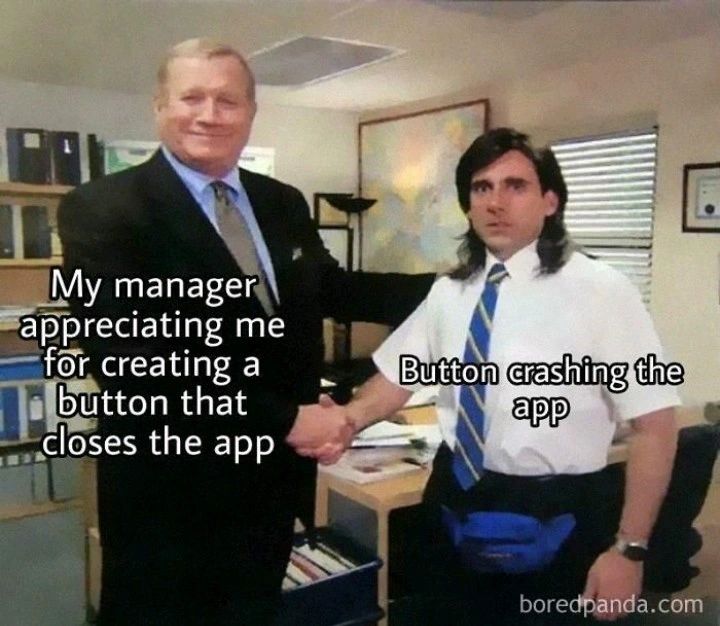 My manager
appreciating me
for creating a
button that
closes the app
Button crashing the
app
boredpanda.com